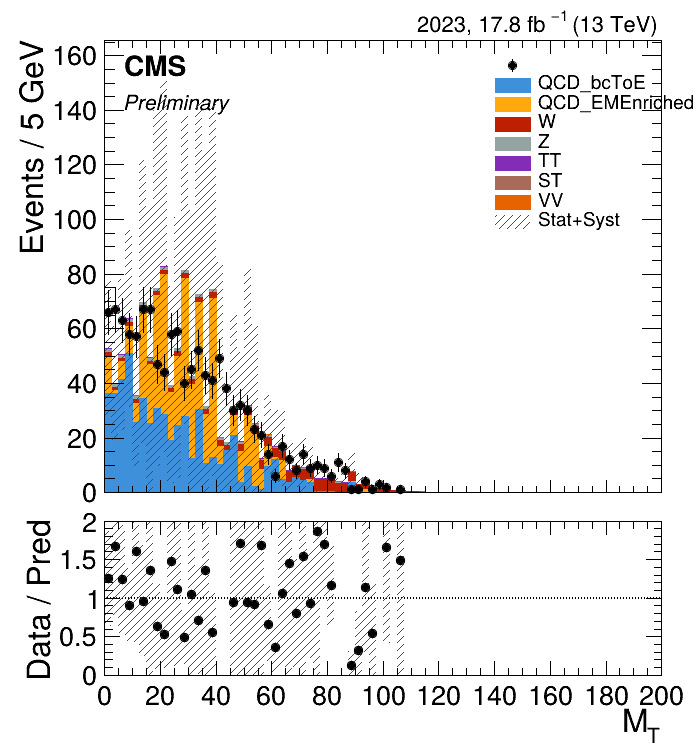 2023, 17.8 fb⁻¹ (13 TeV)
CMS
Preliminary
QCD_bcToE
QCD_EMEnriched
W
Z
TT
ST
VV
Stat+Syst
Events / 5 GeV
160
140
120
100
80
60
40
20
0
Data / Pred
2
1.5
1
0.5
0
0 20 40 60 80 100 120 140 160 180 200
M_T